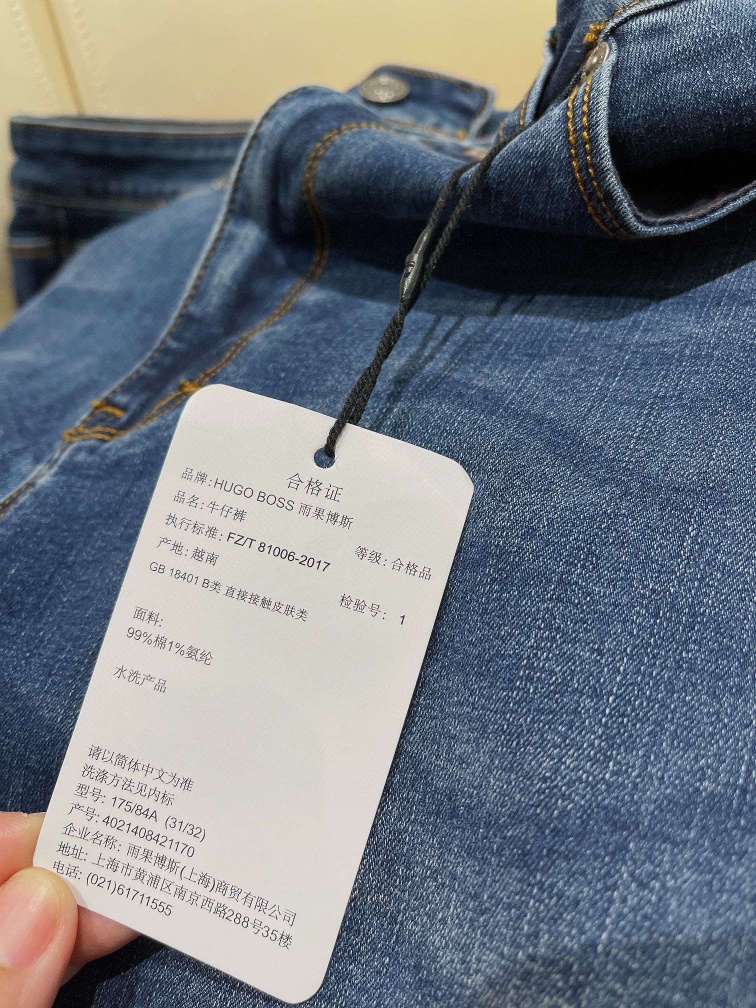 合格证
品牌:HUGO BOSS 雨果博斯
品名:牛仔裤
等级:合格品
执行标准: FZ/T 81006-2017
产地:越南
检验号: 1
GB 18401 B类 直接接触皮肤类
面料:
99%棉1%氨纶
水洗产品
请以简体中文为准
洗涤方法见内标
型号: 175/84A (31/32)
产号: 4021408421170
企业名称: 雨果博斯(上海)商贸有限公司
地址: 上海市黄浦区南京西路288号35楼
电话: (021)61711555